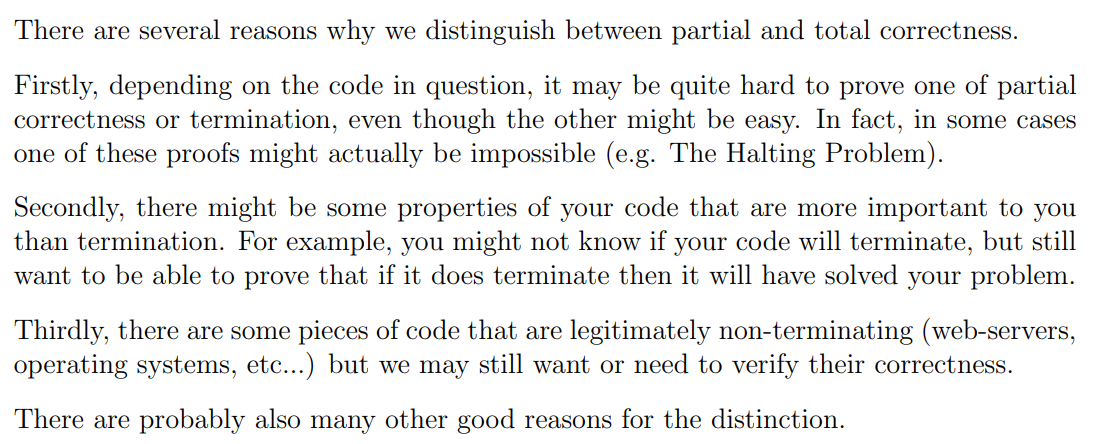 There are several reasons why we distinguish between partial and total correctness.
Firstly, depending on the code in question, it may be quite hard to prove one of partial
correctness or termination, even though the other might be easy. In fact, in some cases
one of these proofs might actually be impossible (e.g. The Halting Problem).
Secondly, there might be some properties of your code that are more important to you
than termination. For example, you might not know if your code will terminate, but still
want to be able to prove that if it does terminate then it will have solved your problem.
Thirdly, there are some pieces of code that are legitimately non-terminating (web-servers,
operating systems, etc...) but we may still want or need to verify their correctness.
There are probably also many other good reasons for the distinction.